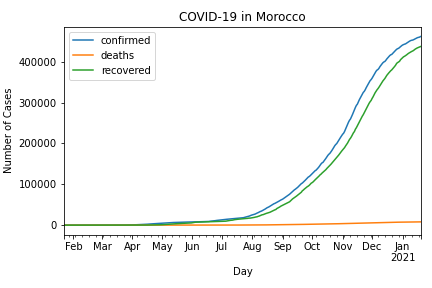 COVID-19 in Morocco
confirmed
deaths
recovered
Number of Cases
400000
300000
200000
100000
0
Feb Mar Apr May Jun Jul Aug Sep Oct Nov Dec Jan
2021
Day